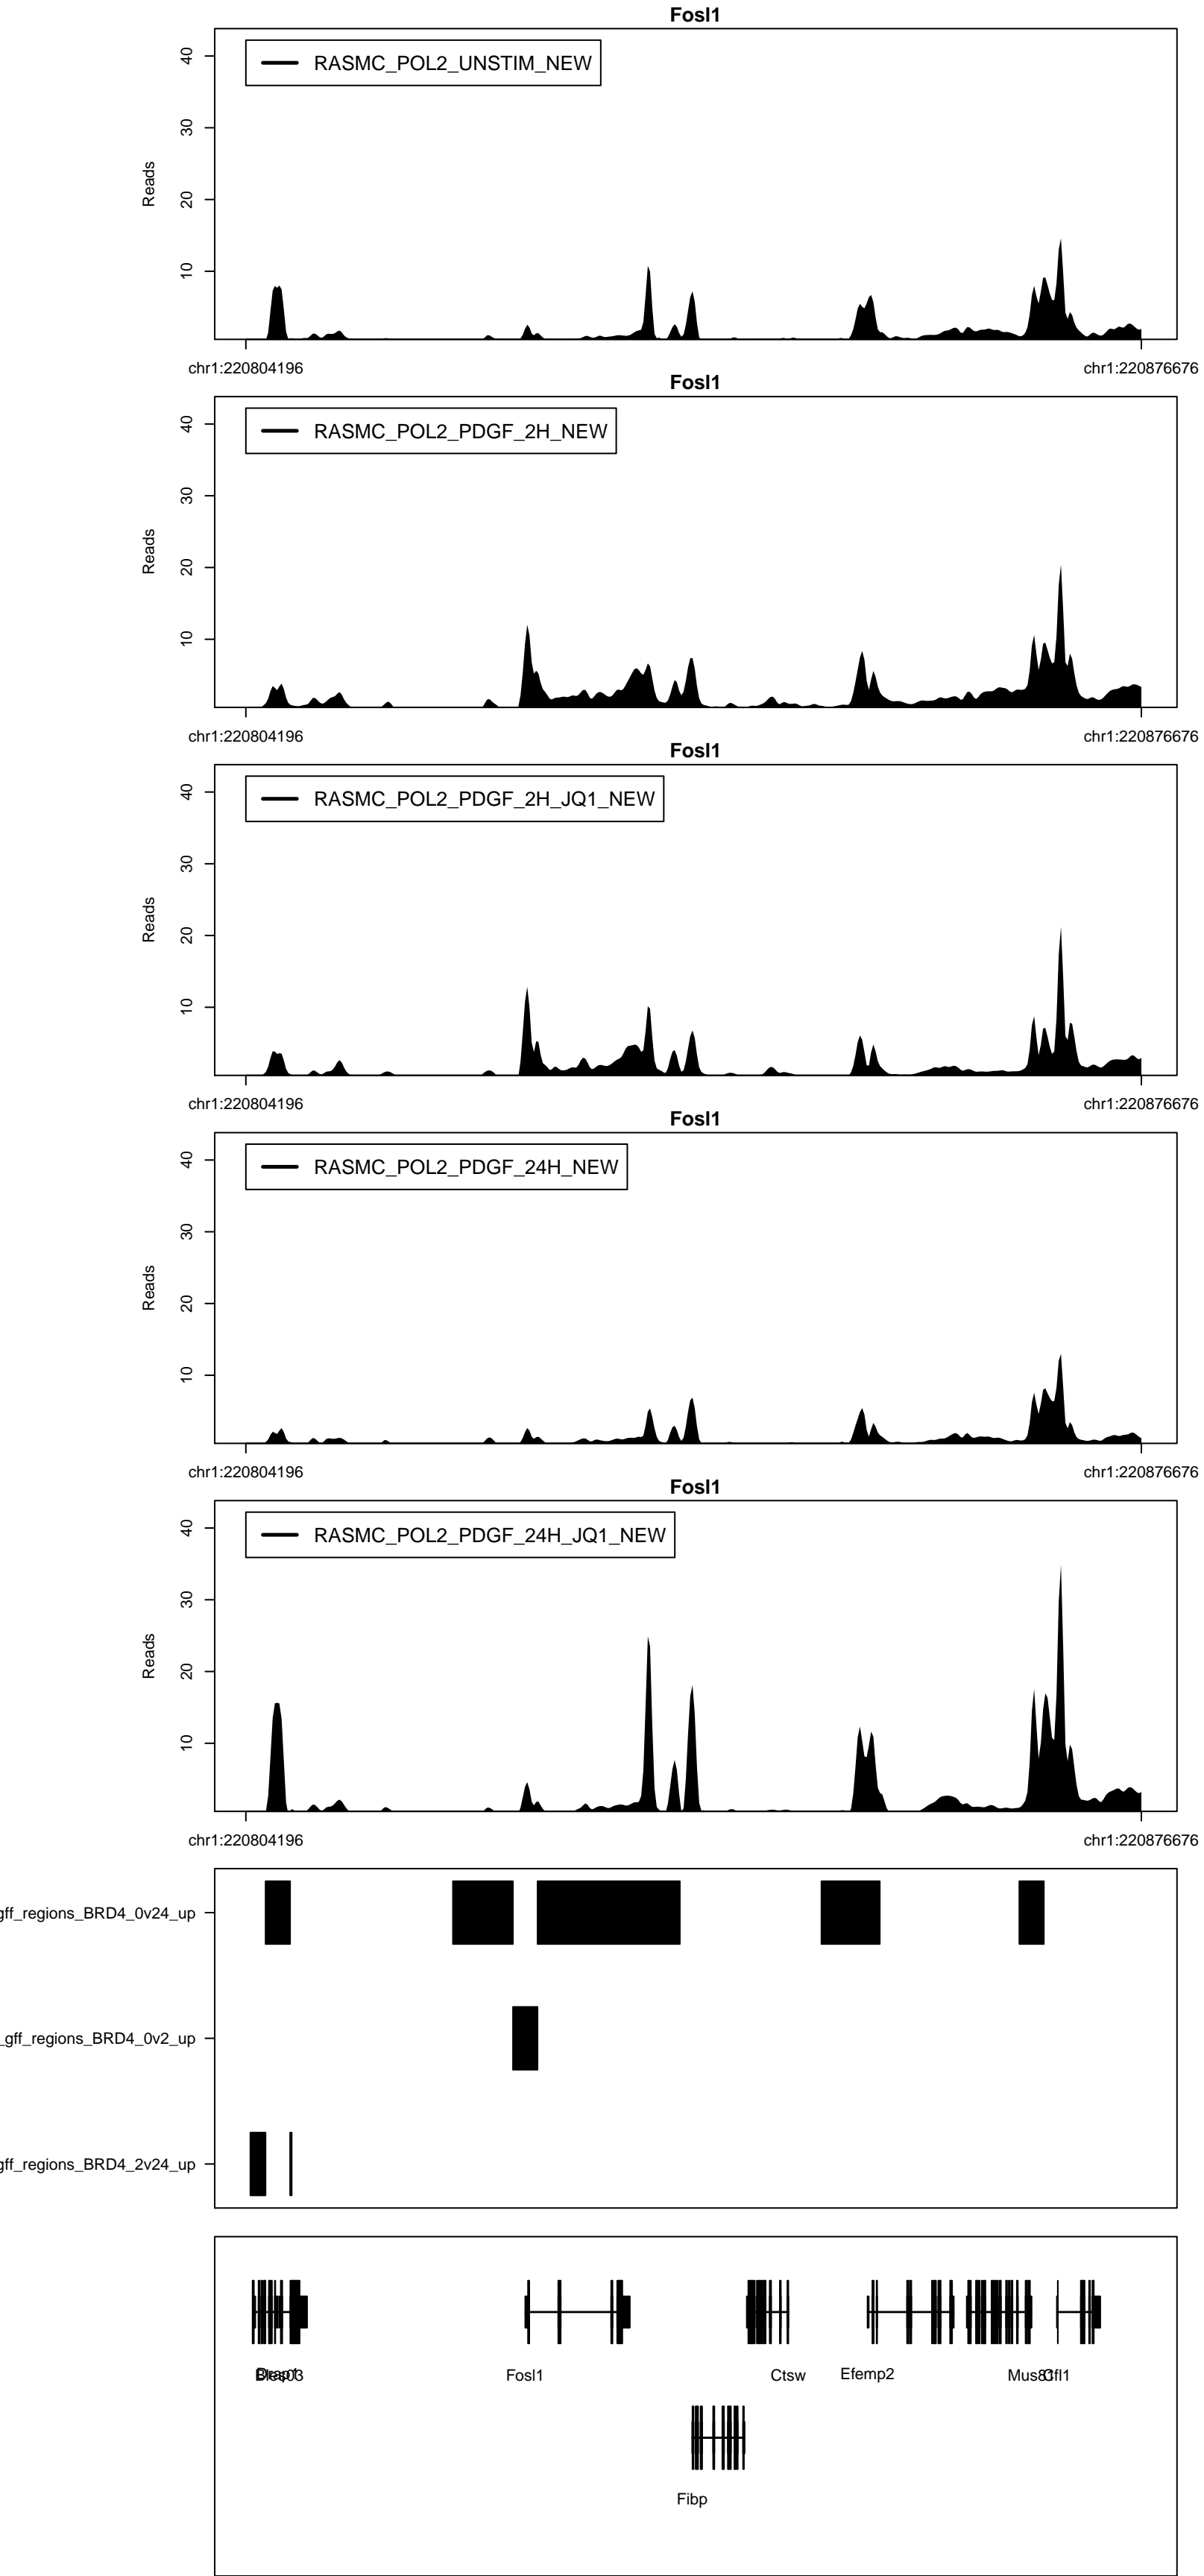 Fosl1
RASMC_POL2_UNSTIM_NEW
40
30
20
10
Reads
chr1:220804196
chr1:220876676
Fosl1
RASMC_POL2_PDGF_2H_NEW
40
30
20
10
Reads
chr1:220804196
chr1:220876676
Fosl1
RASMC_POL2_PDGF_2H_JQ1_NEW
40
30
20
10
Reads
chr1:220804196
chr1:220876676
Fosl1
RASMC_POL2_PDGF_24H_NEW
40
30
20
10
Reads
chr1:220804196
chr1:220876676
Fosl1
RASMC_POL2_PDGF_24H_JQ1_NEW
40
30
20
10
Reads
chr1:220804196
chr1:220876676
gff_regions_BRD4_0v24_up
_gff_regions_BRD4_0v2_up
gff_regions_BRD4_2v24_up
Fosl1
Ctsw
Efemp2
Mus81
Cfl1
Fibp